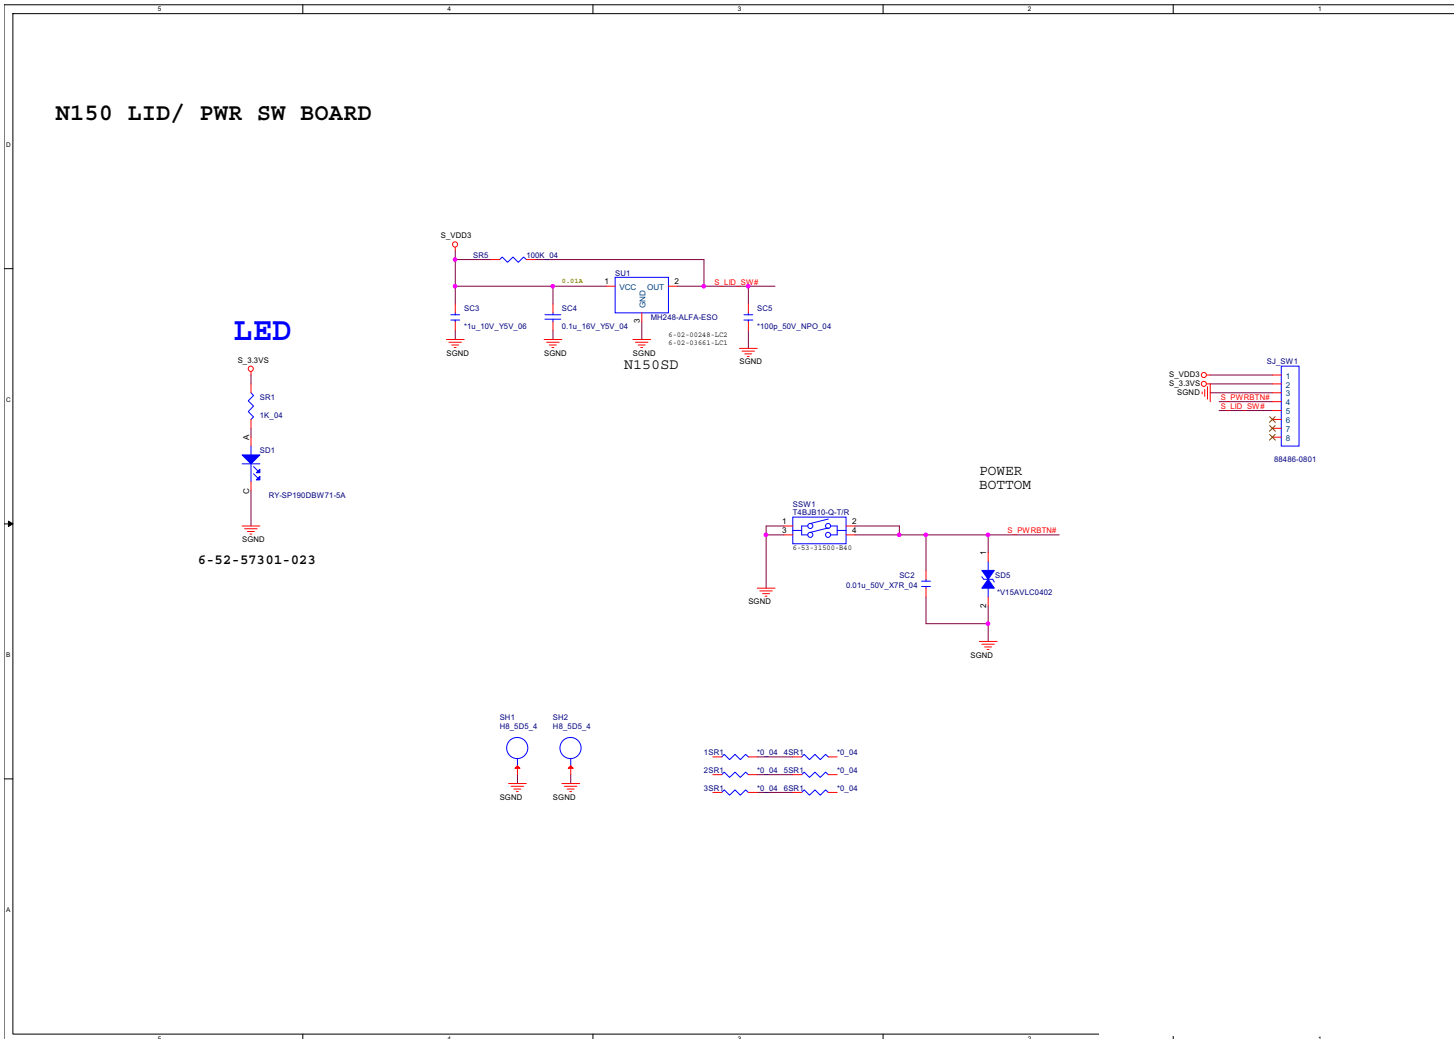 5 4 3 2 1
N150 LID/ PWR SW BOARD
D
S_VDD3
SR5 100K_04
0.01A
1 SU1 2
VCC OUT
GND
3
S_LID_SW#
SC3
*1u_10V_Y5V_06
SC4
0.1u_16V_Y5V_04
MH248-ALFA-ESO
6-02-00248-LC2
6-02-03661-LC1
SC5
*100p_50V_NPO_04
SGND SGND SGND SGND
N150SD
LED
S_3.3VS
SR1
1K_04
A
SD1
C
RY-SP190DBW71-5A
SGND
6-52-57301-023
C
SJ_SW1
S_VDD3 1
S_3.3VS 2
SGND 3
S_PWRBTN# 4
S_LID_SW# 5
6
7
8
88486-0801
POWER
BOTTOM
SSW1
T4BJB10-Q-T/R
1 2
3 4
6-53-31500-B40
S_PWRBTN#
1
SC2
0.01u_50V_X7R_04
SD5
*V15AVLC0402
2
SGND
SGND
B
SH1 SH2
H8_5D5_4 H8_5D5_4
SGND SGND
1SR1 *0_04 4SR1 *0_04
2SR1 *0_04 5SR1 *0_04
3SR1 *0_04 6SR1 *0_04
A
5 4 3 2 1